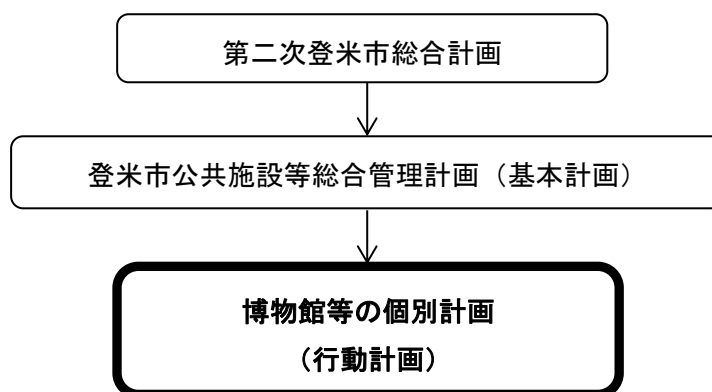 第二次登米市総合計画
登米市公共施設等総合管理計画（基本計画）
博物館等の個別計画
（行動計画）